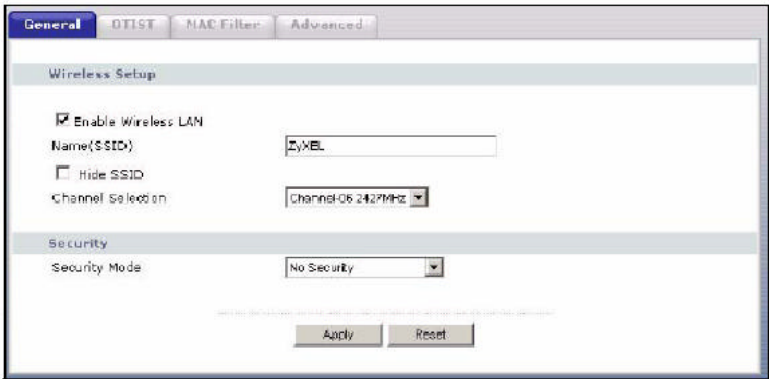 General OTIST MAC Filter Advanced
Wireless Setup
Enable Wireless LAN
Name(SSID) ZyXEL
Hide SSID
Channel Selection Channel-06 2427MHz
Security
Security Mode No Security
Apply Reset